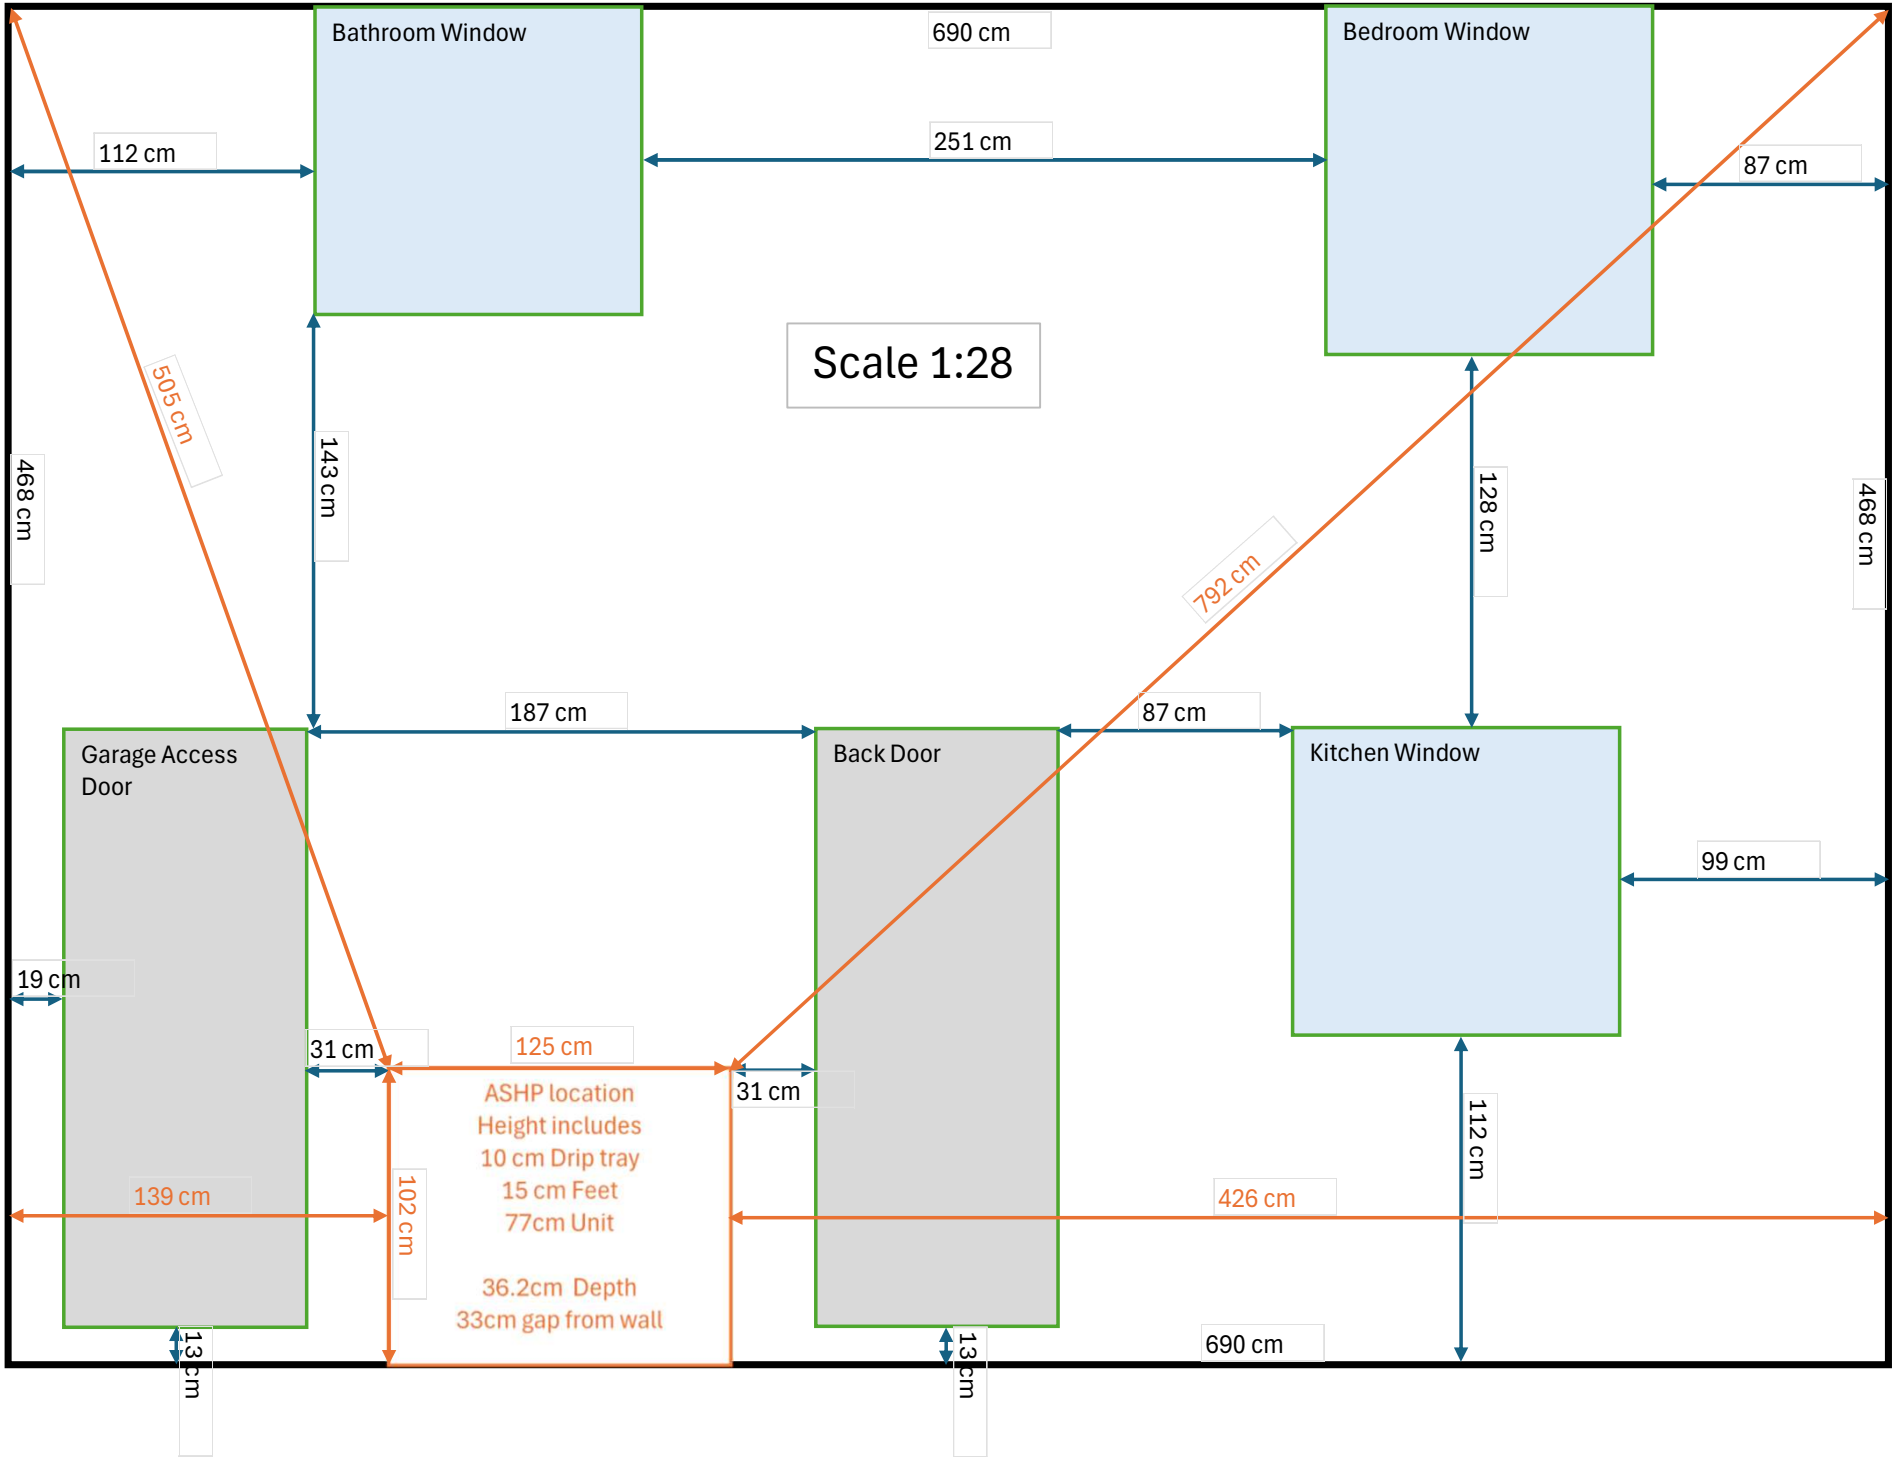 Bathroom Window
690 cm
Bedroom Window
112 cm
251 cm
87 cm
Scale 1:28
505 cm
143 cm
468 cm
128 cm
468 cm
792 cm
187 cm
87 cm
Garage Access
Door
Back Door
Kitchen Window
99 cm
19 cm
31 cm
125 cm
31 cm
ASHP location
Height includes
10 cm Drip tray
15 cm Feet
77cm Unit
36.2cm Depth
33cm gap from wall
102 cm
139 cm
426 cm
112 cm
13 cm
13 cm
690 cm